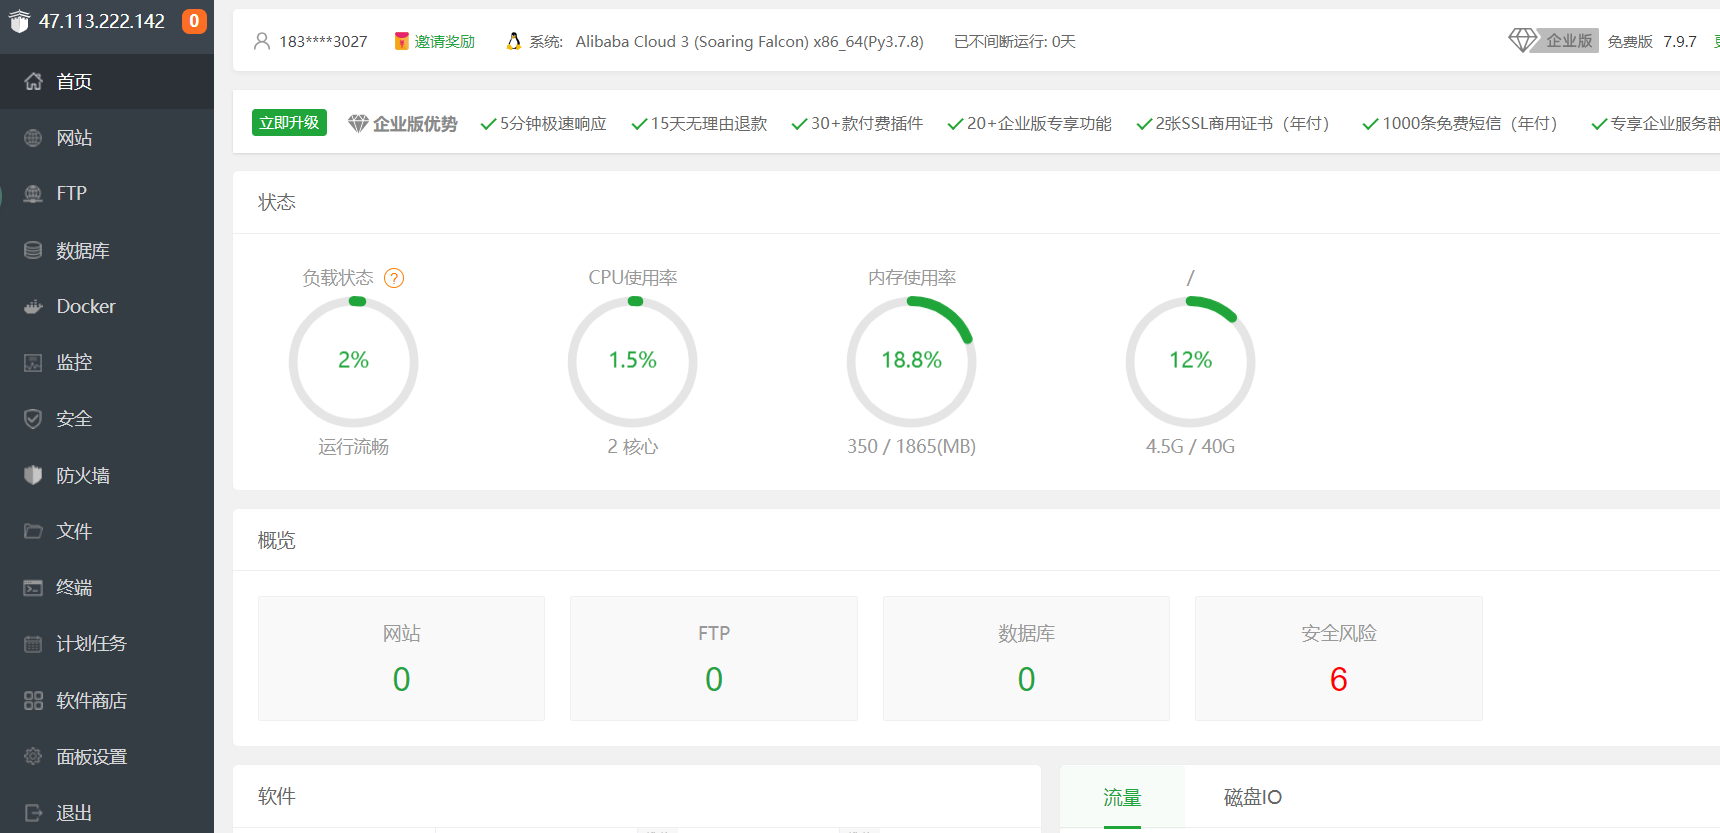 47.113.222.142 0
首页
网站
FTP
数据库
Docker
监控
安全
防火墙
文件
终端
计划任务
软件商店
面板设置
退出
183****3027 邀请奖励 系统: Alibaba Cloud 3 (Soaring Falcon) x86_64(Py3.7.8) 已不间断运行: 0天 企业版 免费版 7.9.7
立即升级 企业版优势 5分钟极速响应 15天无理由退款 30+款付费插件 20+企业版专享功能 2张SSL商用证书（年付） 1000条免费短信（年付） 专享企业服务群
状态
负载状态 ? CPU使用率 内存使用率 /
2% 1.5% 18.8% 12%
运行流畅 2 核心 350 / 1865(MB) 4.5G / 40G
概览
网站 FTP 数据库 安全风险
0 0 0 6
软件
流量 磁盘IO